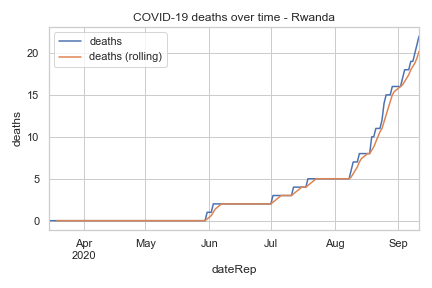 COVID-19 deaths over time - Rwanda
deaths
deaths (rolling)
20
15
10
5
0
deaths
Apr
2020
May
Jun
Jul
Aug
Sep
dateRep